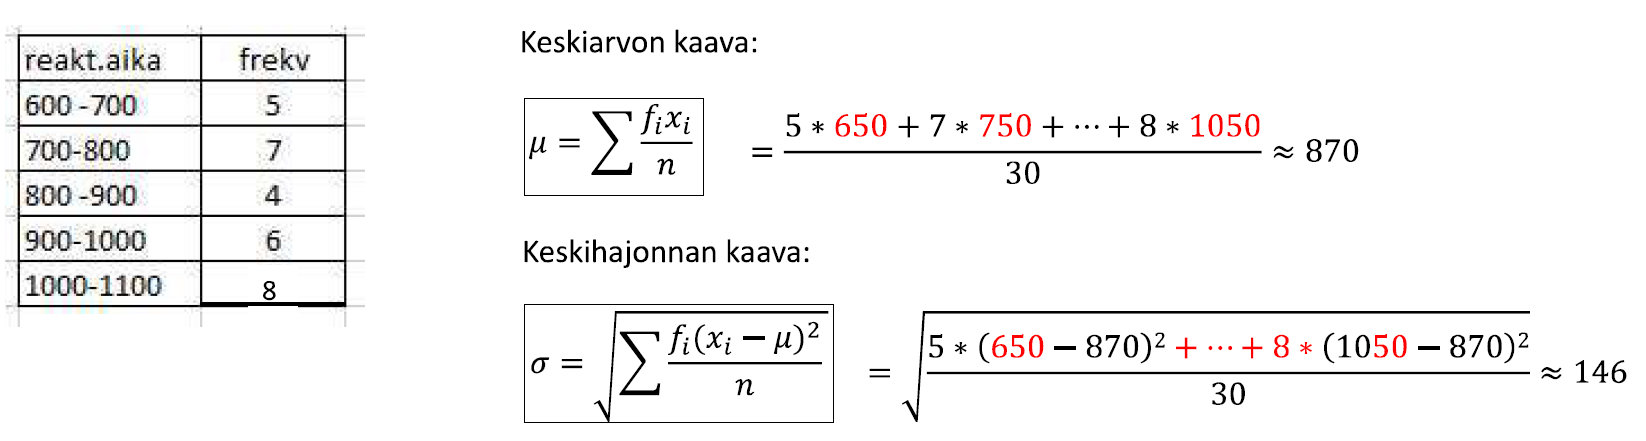 reakt.aika frekv
600 -700 5
700-800 7
800 -900 4
900-1000 6
1000-1100 8
Keskiarvon kaava:
μ = ∑ fᵢxᵢ / n = (5 * 650 + 7 * 750 + ⋯ + 8 * 1050) / 30 ≈ 870
Keskihajonnan kaava:
σ = √(∑ fᵢ(xᵢ − μ)² / n) = √((5 * (650 − 870)² + ⋯ + 8 * (1050 − 870)²) / 30) ≈ 146